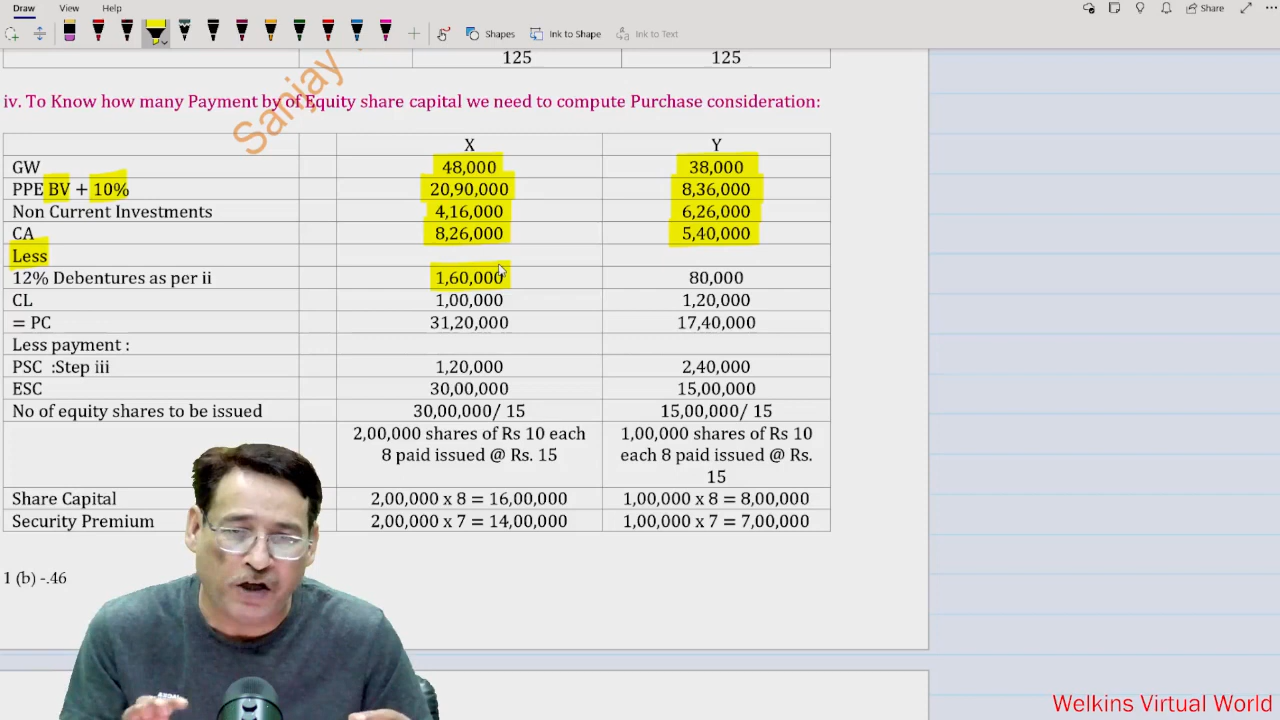 Draw View Help
Share
Shapes Ink to Shape Ink to Text
125 125
Sanjay
iv. To Know how many Payment by of Equity share capital we need to compute Purchase consideration:
X Y
GW 48,000 38,000
PPE BV + 10% 20,90,000 8,36,000
Non Current Investments 4,16,000 6,26,000
CA 8,26,000 5,40,000
Less
12% Debentures as per ii 1,60,000 80,000
CL 1,00,000 1,20,000
= PC 31,20,000 17,40,000
Less payment :
PSC :Step iii 1,20,000 2,40,000
ESC 30,00,000 15,00,000
No of equity shares to be issued 30,00,000/ 15 15,00,000/ 15
2,00,000 shares of Rs 10 each 1,00,000 shares of Rs 10
8 paid issued @ Rs. 15 each 8 paid issued @ Rs.
15
Share Capital 2,00,000 x 8 = 16,00,000 1,00,000 x 8 = 8,00,000
Security Premium 2,00,000 x 7 = 14,00,000 1,00,000 x 7 = 7,00,000
1 (b) -.46
Welkins Virtual World